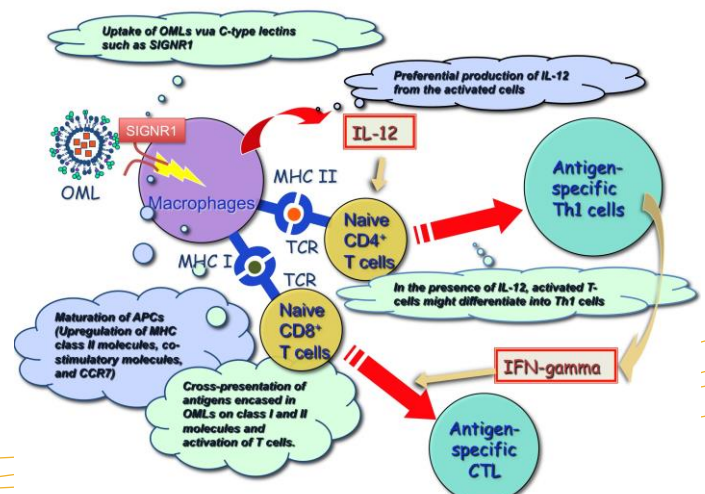 Uptake of OMLs vua C-type lectins
such as SIGNR1
Preferential production of IL-12
from the activated cells
SIGNR1
OML
IL-12
Macrophages
MHC II
TCR
Naive
CD4+
T cells
Antigen-
specific
Th1 cells
MHC I
TCR
In the presence of IL-12, activated T-
cells might differentiate into Th1 cells
Maturation of APCs
(Upregulation of MHC
class II molecules, co-
stimulatory molecules,
and CCR7)
Naive
CD8+
T cells
Cross-presentation of
antigens encased in
OMLs on class I and II
molecules and
activation of T cells.
IFN-gamma
Antigen-
specific
CTL